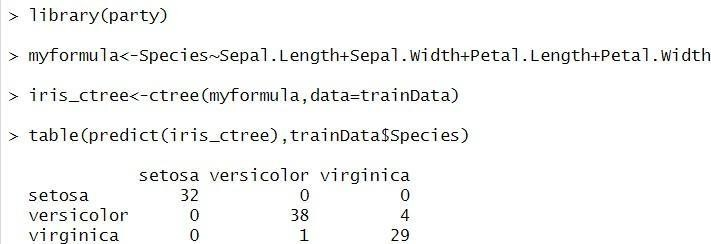 > library(party)
> myformula<-Species~Sepal.Length+Sepal.Width+Petal.Length+Petal.Width
> iris_ctree<-ctree(myformula,data=trainData)
> table(predict(iris_ctree),trainData$Species)
setosa versicolor virginica
setosa 32 0 0
versicolor 0 38 4
virginica 0 1 29